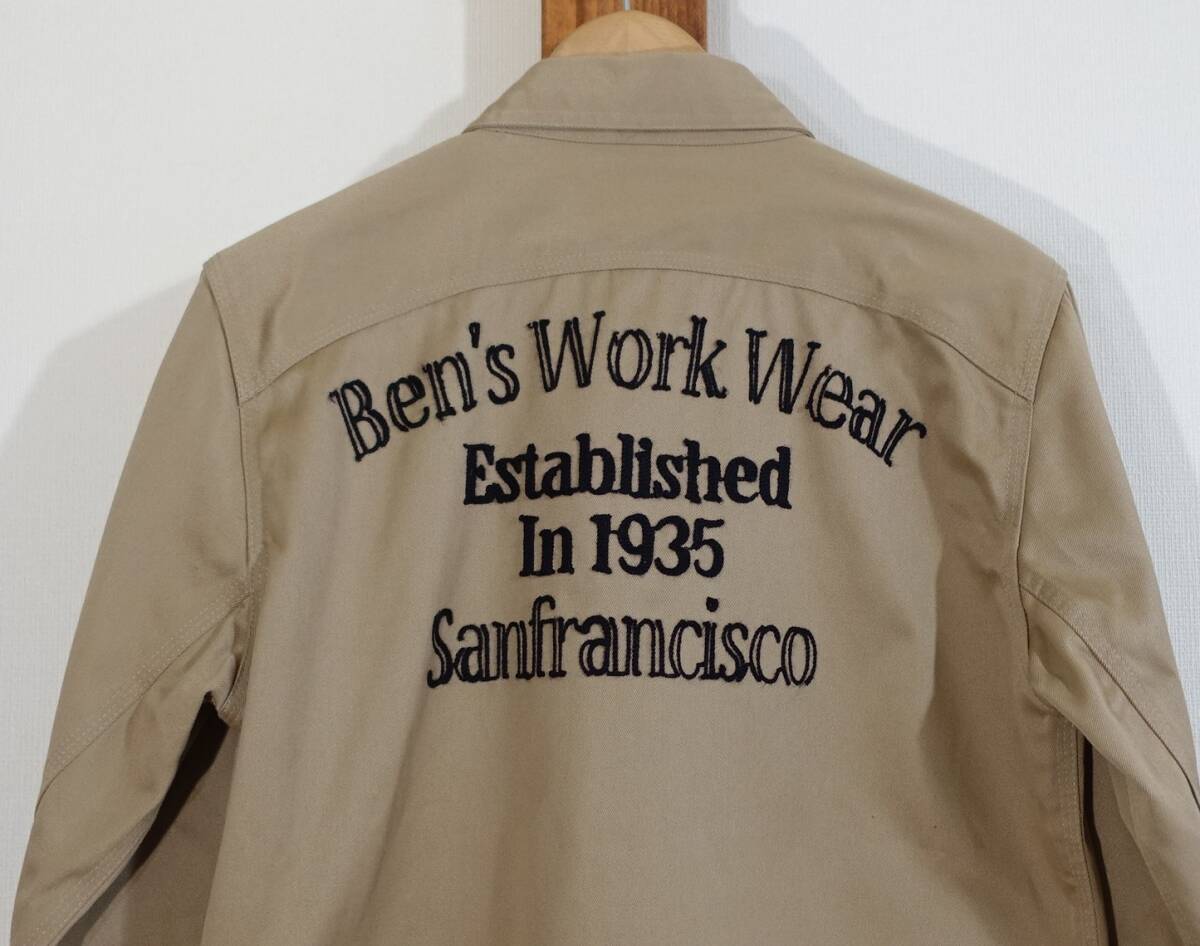 Ben's Work Wear
Established
In 1935
Sanfrancisco